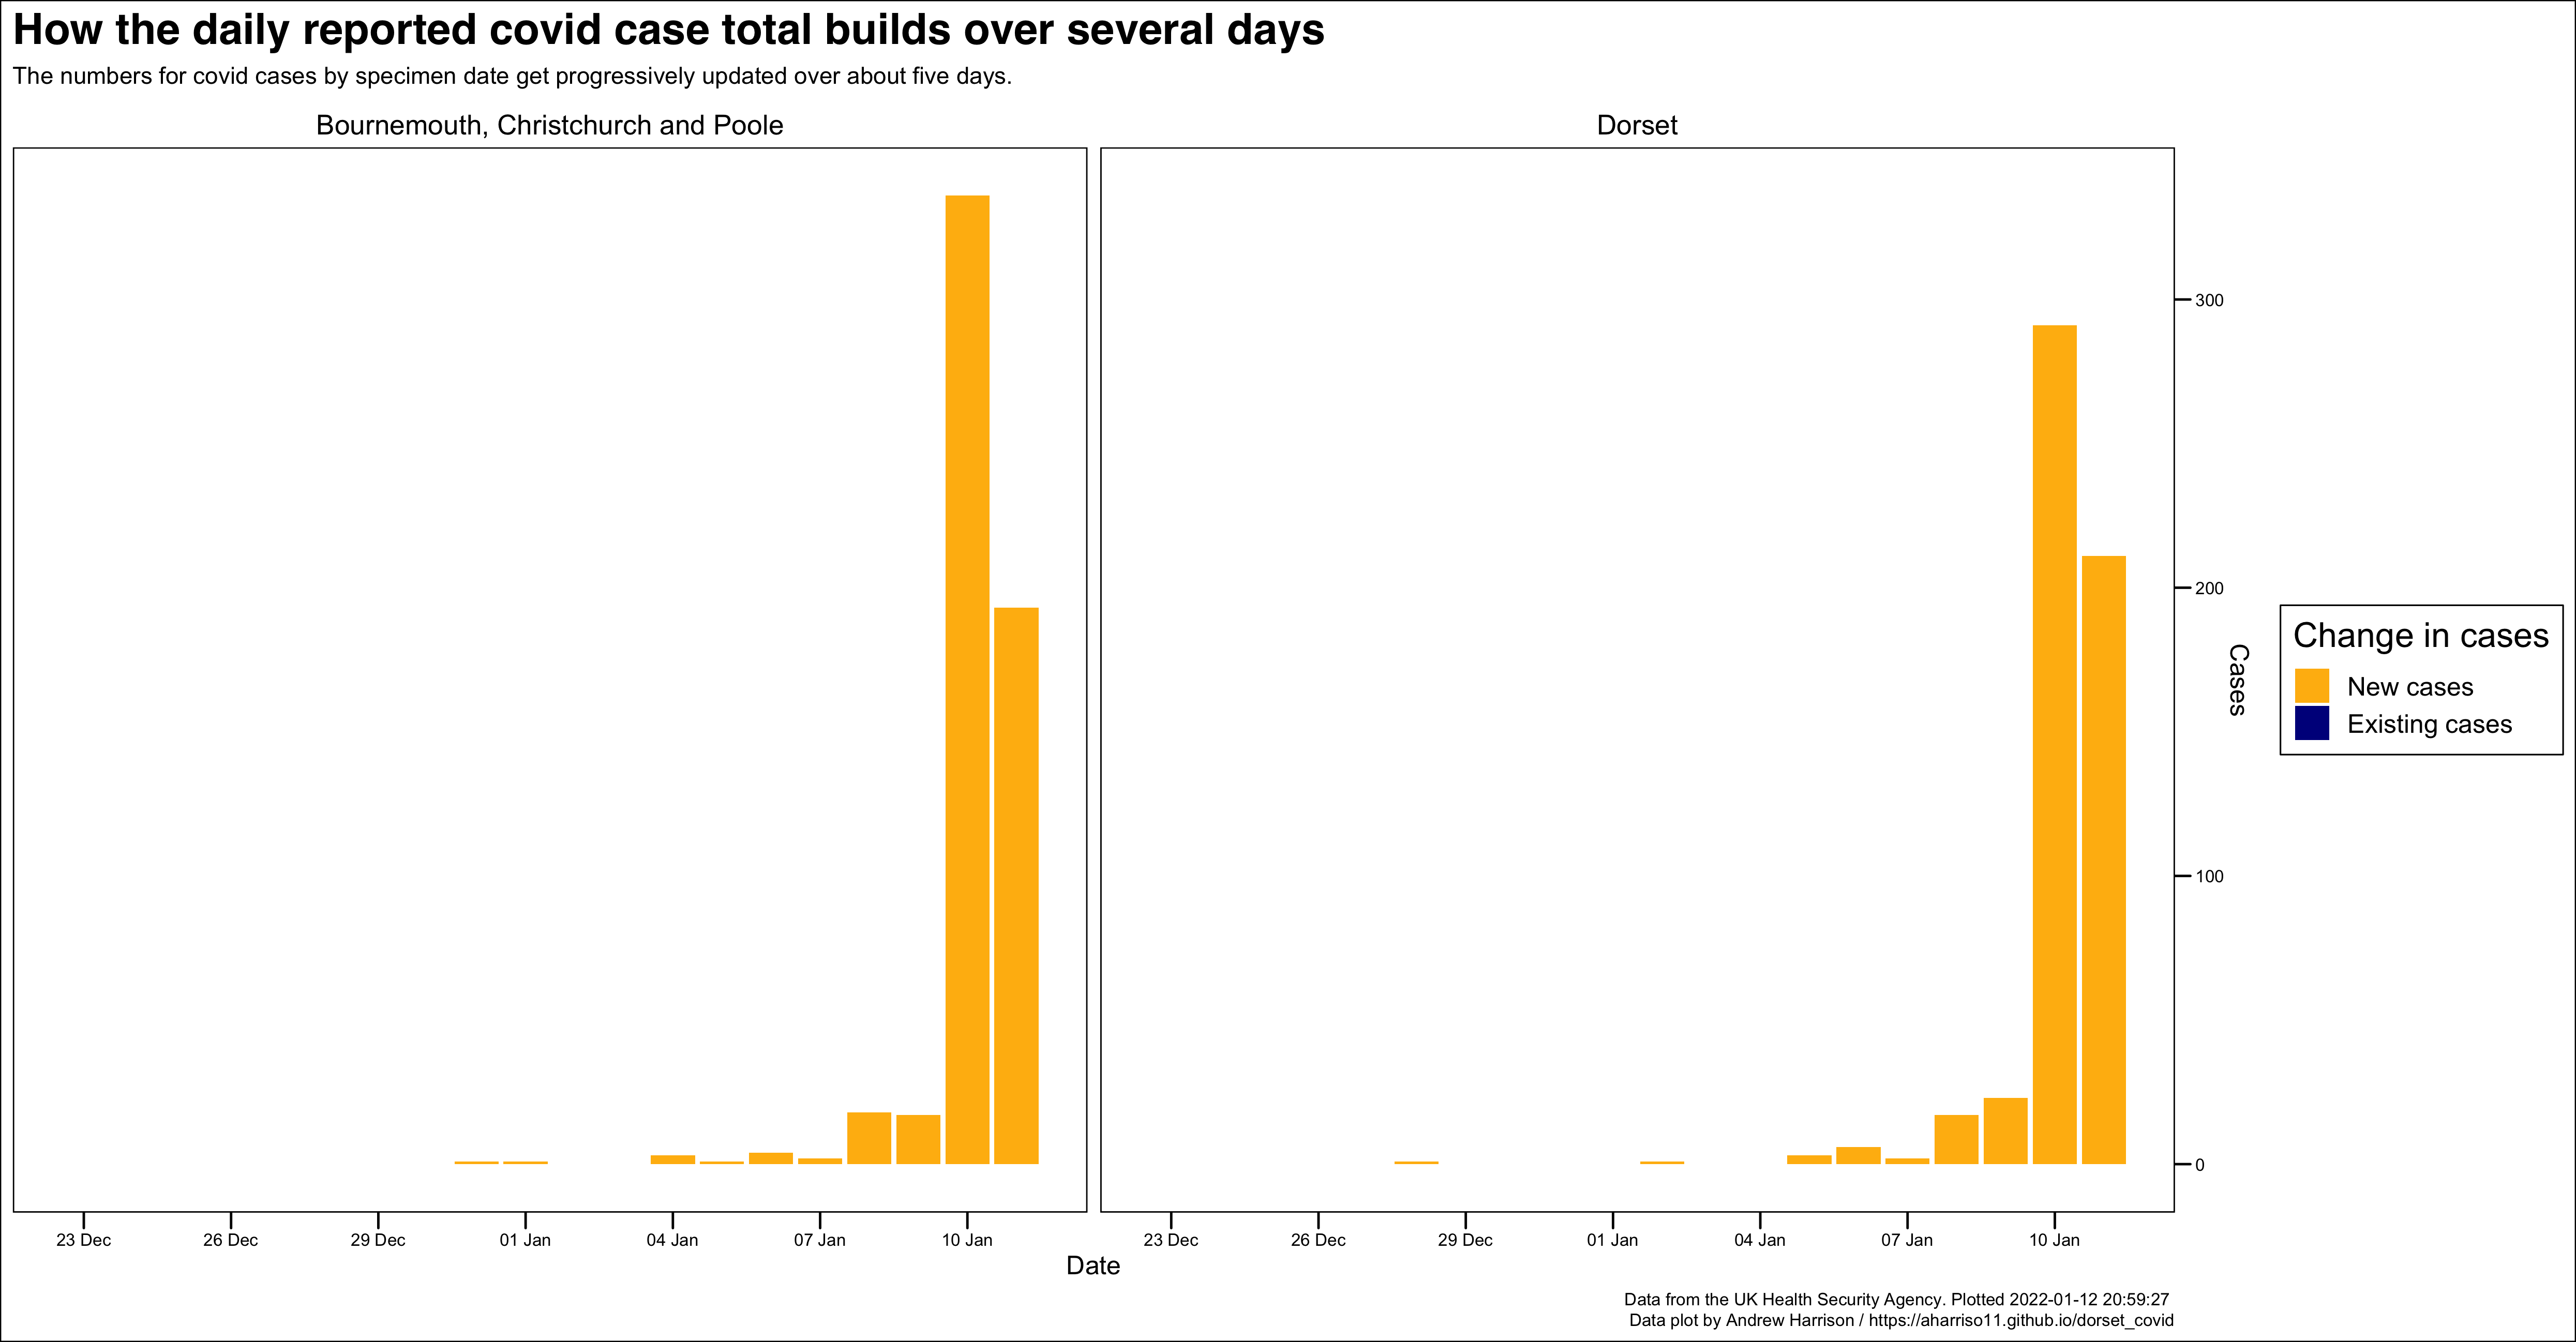 How the daily reported covid case total builds over several days
The numbers for covid cases by specimen date get progressively updated over about five days.
Bournemouth, Christchurch and Poole
Dorset
300
200
100
0
Cases
Change in cases
New cases
Existing cases
23 Dec 26 Dec 29 Dec 01 Jan 04 Jan 07 Jan 10 Jan
23 Dec 26 Dec 29 Dec 01 Jan 04 Jan 07 Jan 10 Jan
Date
Data from the UK Health Security Agency. Plotted 2022-01-12 20:59:27
Data plot by Andrew Harrison / https://aharriso11.github.io/dorset_covid